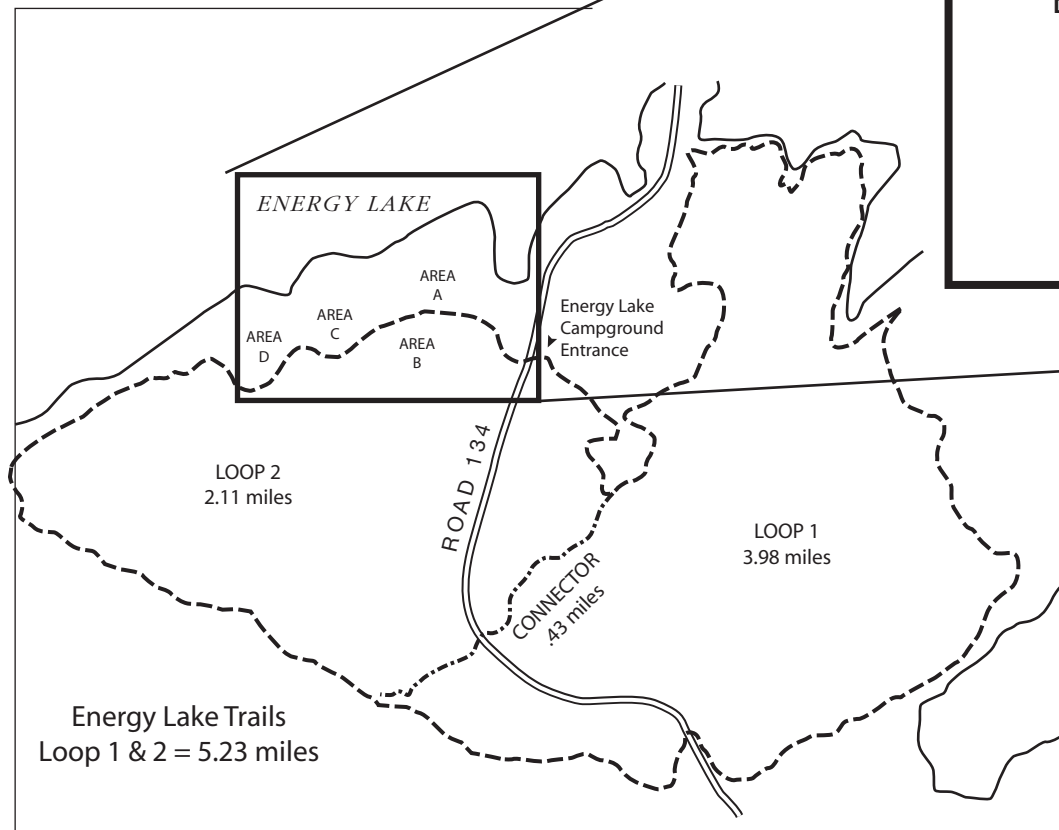 ENERGY LAKE
AREA
A
AREA
C
AREA
B
AREA
D
Energy Lake
Campground
Entrance
ROAD 134
LOOP 2
2.11 miles
LOOP 1
3.98 miles
CONNECTOR
.43 miles
Energy Lake Trails
Loop 1 & 2 = 5.23 miles